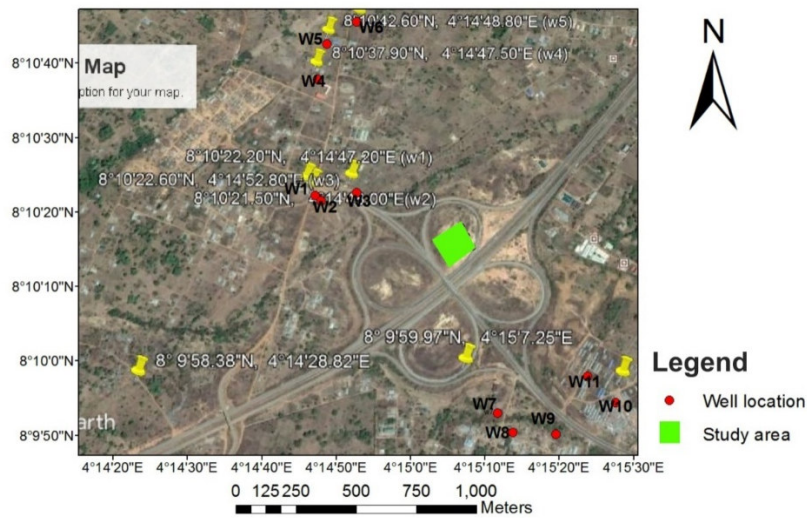 W6
8°10'42.60"N, 4°14'48.80"E (w5)
W5
8°10'37.90"N, 4°14'47.50"E (w4)
W4
N
8°10'40"N
Map
ption for your map.
8°10'30"N
8°10'22.20"N, 4°14'47.20"E (w1)
8°10'22.60"N, 4°14'52.80"E (w3)
8°10'21.50"N,
00"E(w2)
W1
W2
W3
8°10'20"N
8°10'10"N
8° 9'59.97"N, 4°15'7.25"E
8°10'0"N
8° 9'58.38"N, 4°14'28.82"E
W11
W10
W7
W8
W9
arth
8°9'50"N
4°14'20"E 4°14'30"E 4°14'40"E 4°14'50"E 4°15'0"E 4°15'10"E 4°15'20"E 4°15'30"E
Legend
Well location
Study area
0 125 250 500 750 1,000
Meters